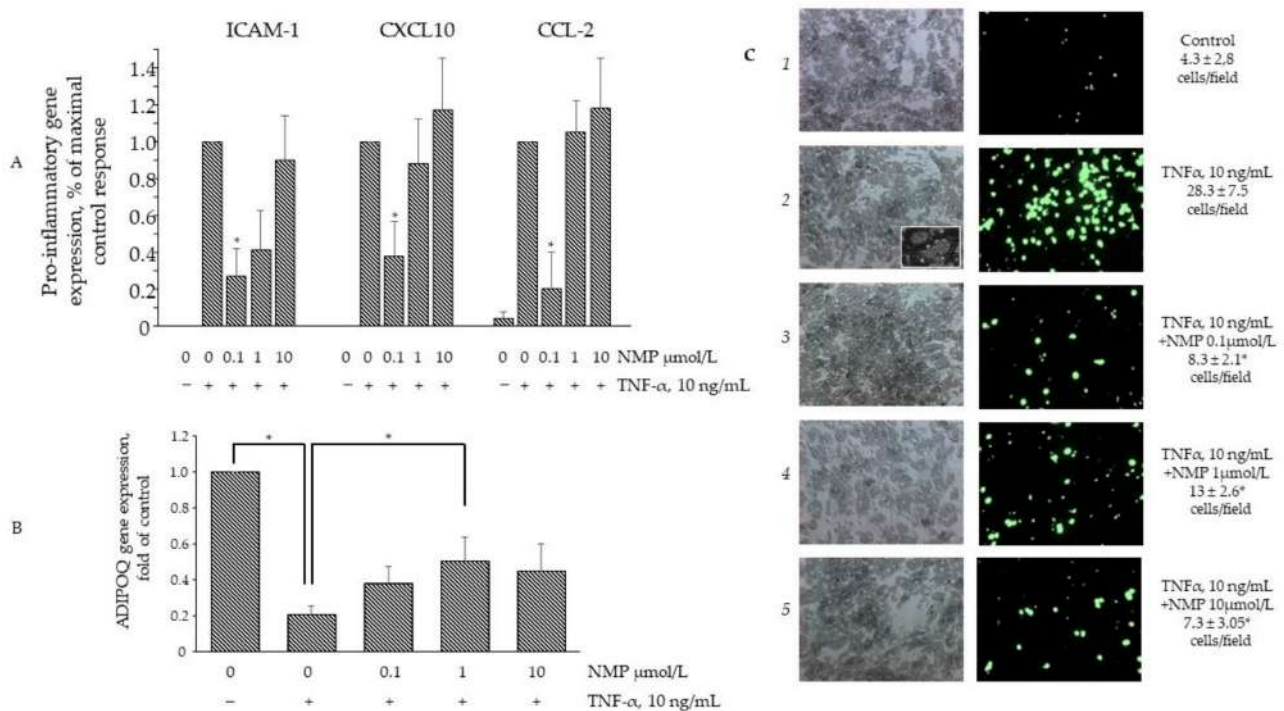 A
ICAM-1 CXCL10 CCL-2
Pro-inflammatory gene
expression, % of maximal
control response
1.4
1.2
1.0
0.8
0.6
0.4
0.2
0
*
*
*
0 0 0.1 1 10 0 0 0.1 1 10 0 0 0.1 1 10 NMP µmol/L
− + + + + − + + + + − + + + + TNF-α, 10 ng/mL
B
ADIPOQ gene expression,
fold of control
1.2
1.0
0.8
0.6
0.4
0.2
0
*
*
0 0 0.1 1 10 NMP µmol/L
− + + + + TNF-α, 10 ng/mL
C
1
Control
4.3 ± 2,8
cells/field
2
TNFα, 10 ng/mL
28.3 ± 7.5
cells/field
3
TNFα, 10 ng/mL
+NMP 0.1µmol/L
8.3 ± 2.1*
cells/field
4
TNFα, 10 ng/mL
+NMP 1µmol/L
13 ± 2.6*
cells/field
5
TNFα, 10 ng/mL
+NMP 10µmol/L
7.3 ± 3.05*
cells/field